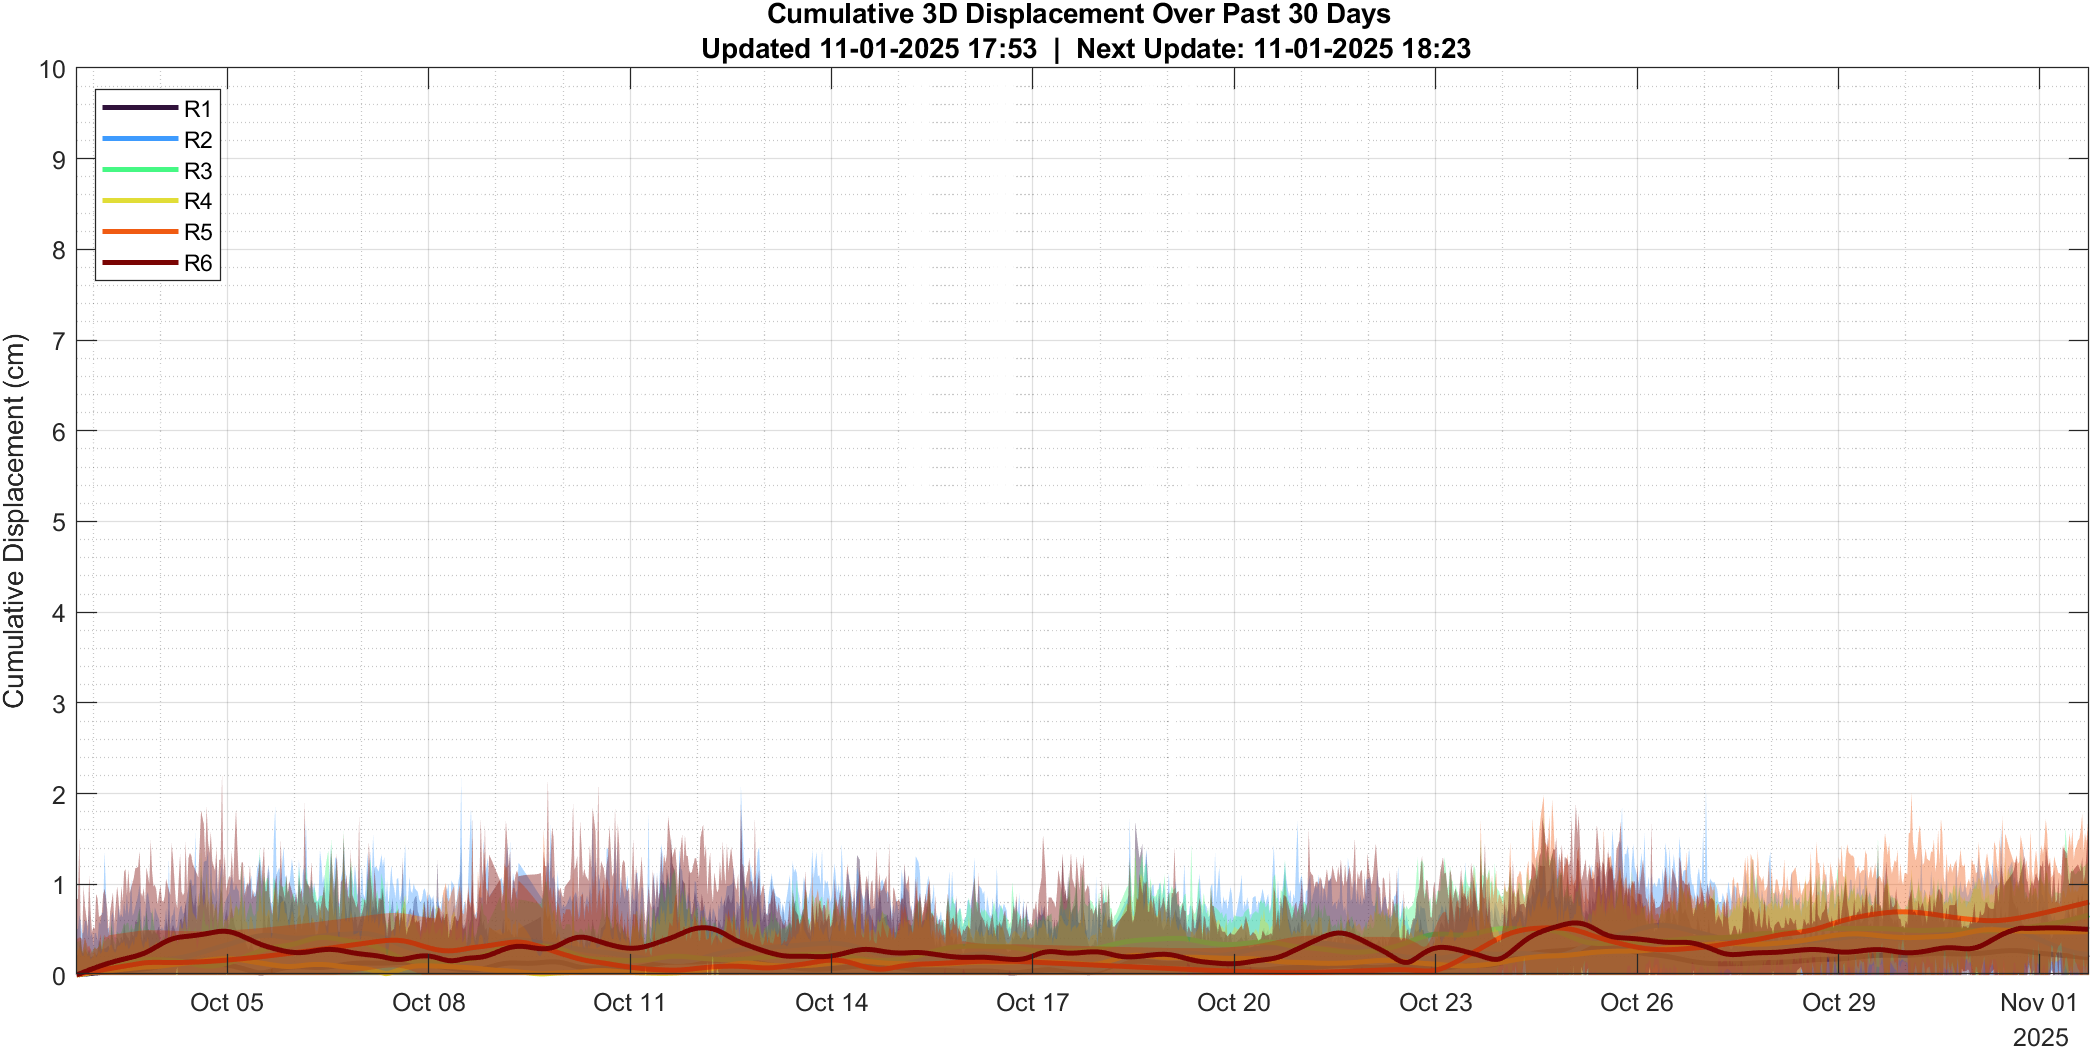 Cumulative 3D Displacement Over Past 30 Days
Updated 11-01-2025 17:53 | Next Update: 11-01-2025 18:23
Cumulative Displacement (cm)
10
9
8
7
6
5
4
3
2
1
0
R1
R2
R3
R4
R5
R6
Oct 05 Oct 08 Oct 11 Oct 14 Oct 17 Oct 20 Oct 23 Oct 26 Oct 29 Nov 01
2025